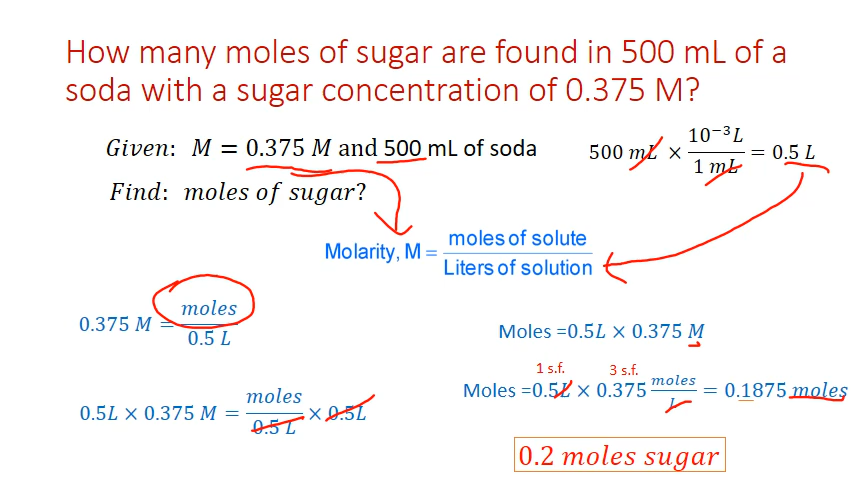 How many moles of sugar are found in 500 mL of a
soda with a sugar concentration of 0.375 M?
Given: M = 0.375 M and 500 mL of soda
500 mL × 10⁻³L / 1 mL = 0.5 L
Find: moles of sugar?
Molarity, M = moles of solute / Liters of solution
0.375 M = moles / 0.5 L
0.5L × 0.375 M = moles / 0.5 L × 0.5L
Moles =0.5L × 0.375 M
1 s.f. 3 s.f.
Moles =0.5L × 0.375 moles / L = 0.1875 moles
0.2 moles sugar